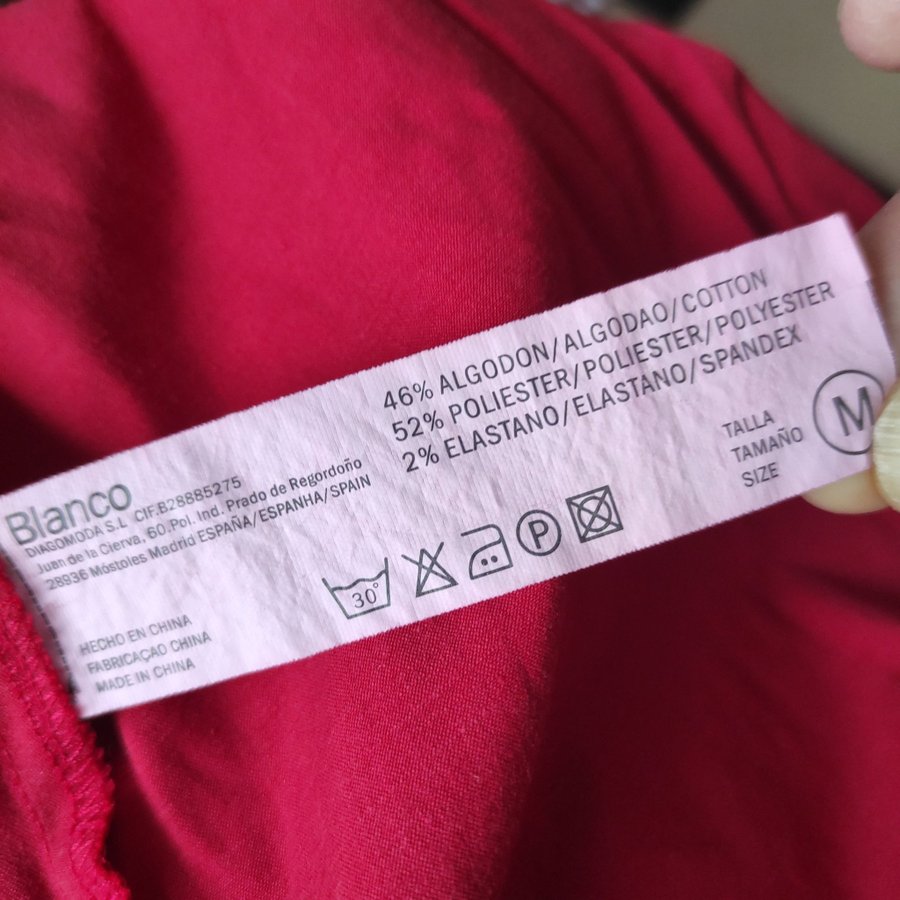 46% ALGODON/ALGODAO/COTTON
52% POLIESTER/POLIESTER/POLYESTER
2% ELASTANO/ELASTANO/SPANDEX
TALLA
TAMAÑO
SIZE
M
Blanco
DIAGOMODA S.L CIF.B28885275
Juan de la Cierva, 60.Pol. Ind. Prado de Regordoño
28936 Móstoles Madrid ESPAÑA/ESPANHA/SPAIN
30°
P
HECHO EN CHINA
FABRICAÇAO CHINA
MADE IN CHINA